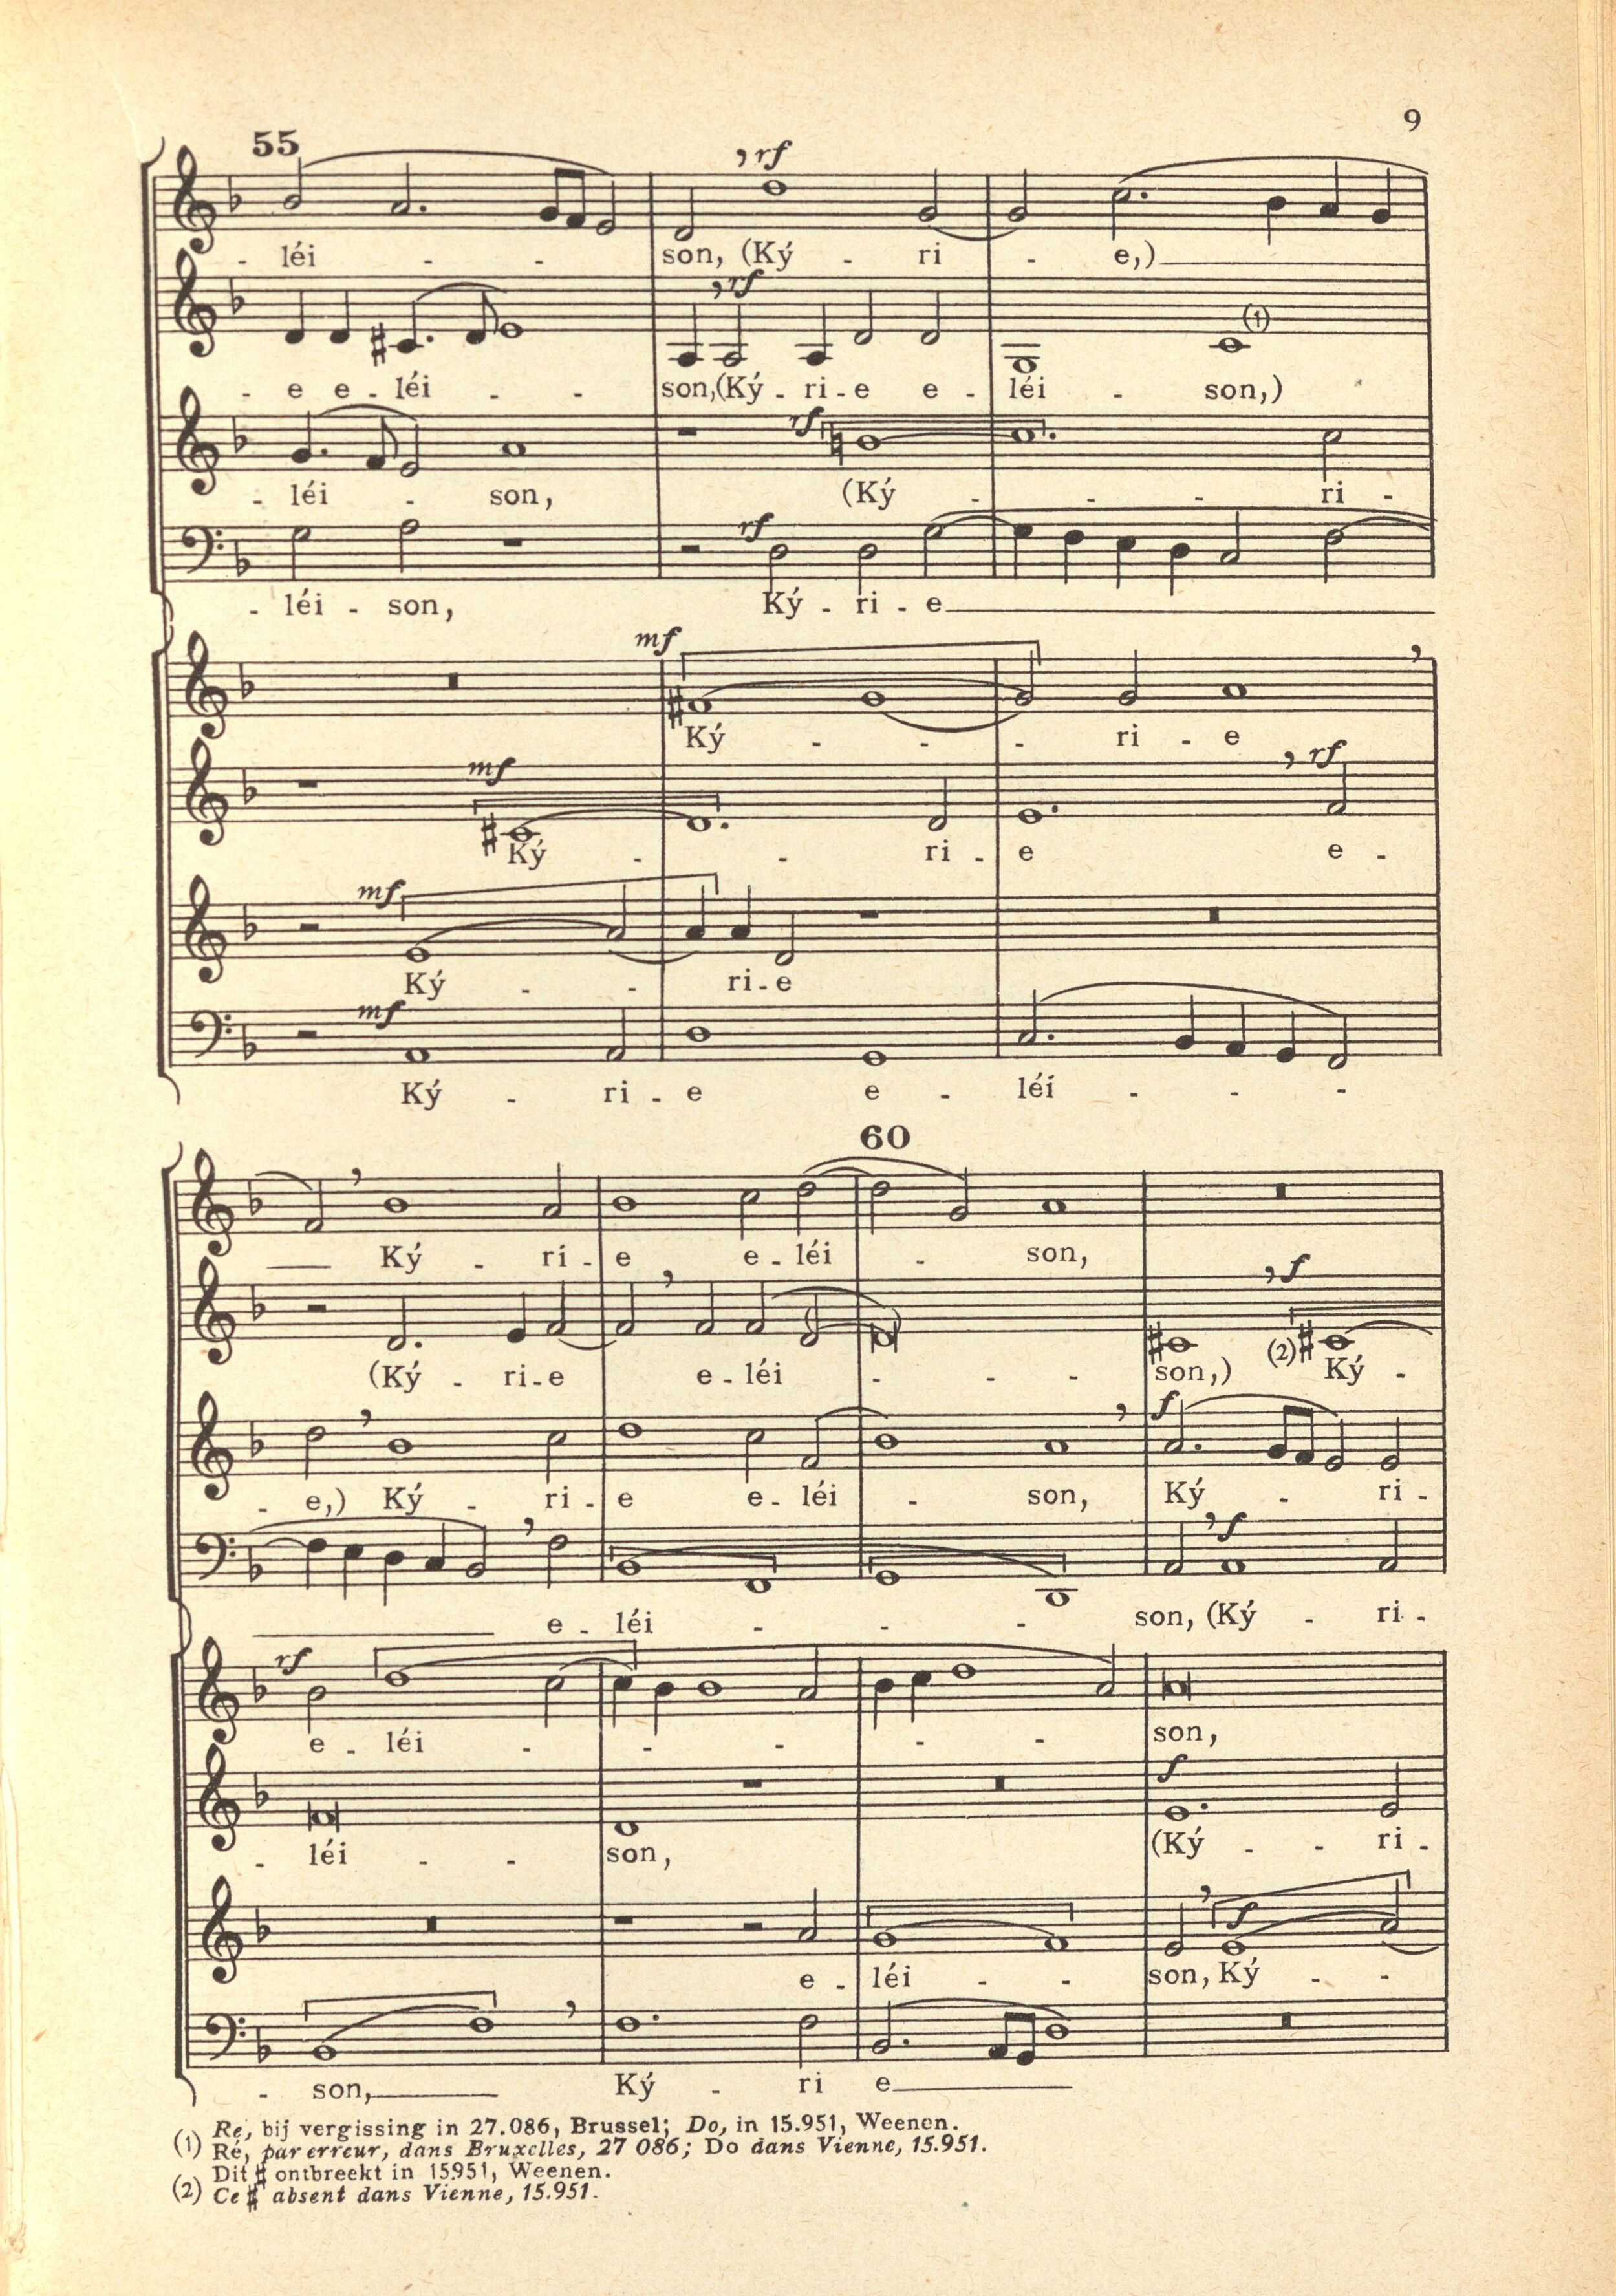 9
55
, rf
- léi - - - son, (Ký - ri - e,)
, rf
(1)
- e e - léi - - son, (Ký - ri - e e - léi - son,)
rf
- léi - son, (Ký - - - ri -
rf
- léi - son, Ký - ri - e
mf
Ký - - - ri - e
mf , rf
Ký - - ri - e e -
mf
Ký - - ri - e
mf
Ký - ri - e e - léi - - -
60
Ký - ri - e e - léi - son,
, f
(2)
(Ký - ri - e e - léi - - - son,) Ký -
f
- e,) Ký - ri - e e - léi - son, Ký - ri -
, f
e - léi - - - son, (Ký - ri -
rf
e - léi - - - - - son,
f
- léi - - son, (Ký - - ri -
f
e - léi - - son, Ký - -
- son, Ký - ri e
(1) Re, bij vergissing in 27.086, Brussel; Do, in 15.951, Weenen.
Ré, par erreur, dans Bruxelles, 27 086; Do dans Vienne, 15.951.
(2) Dit ♯ ontbreekt in 15.951, Weenen.
Ce ♯ absent dans Vienne, 15.951.